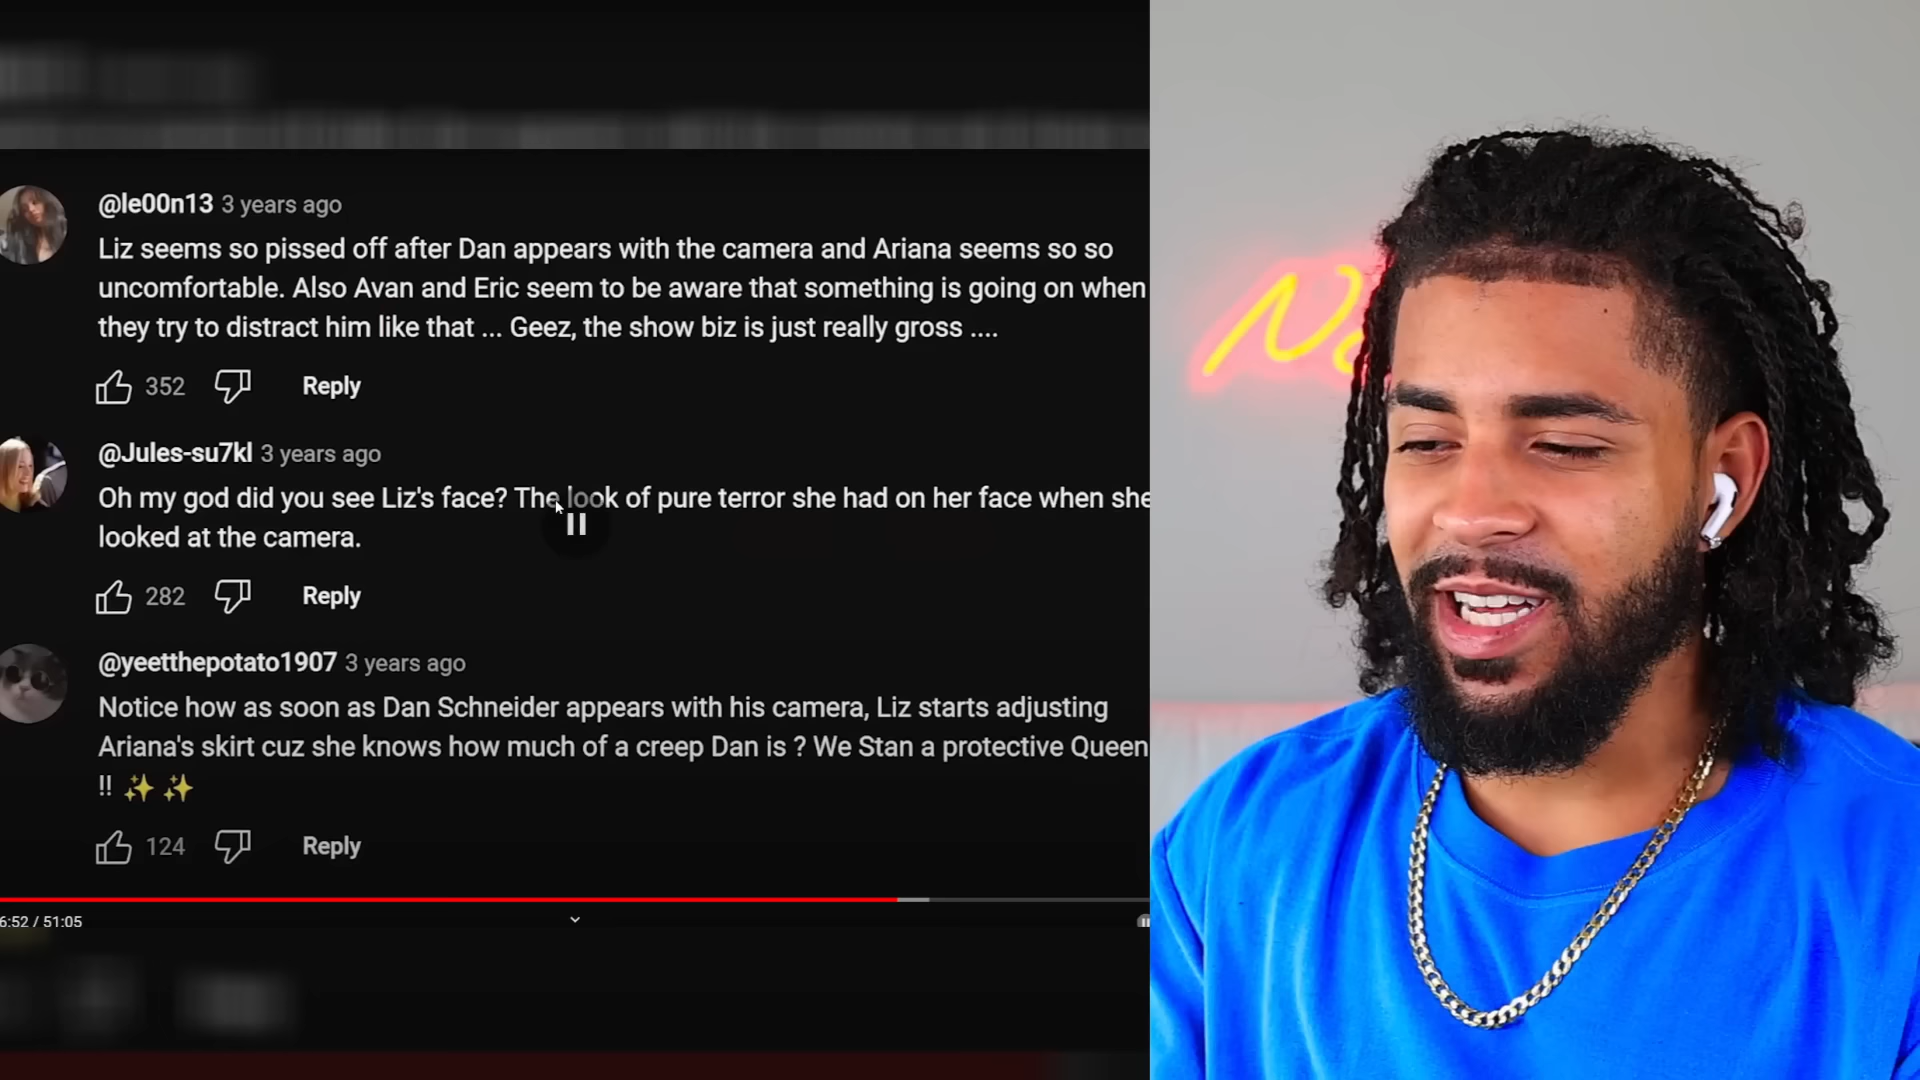 @le00n13 3 years ago
Liz seems so pissed off after Dan appears with the camera and Ariana seems so so
uncomfortable. Also Avan and Eric seem to be aware that something is going on when
they try to distract him like that ... Geez, the show biz is just really gross ....
352 Reply
@Jules-su7kl 3 years ago
Oh my god did you see Liz's face? The look of pure terror she had on her face when she
looked at the camera.
282 Reply
@yeetthepotato1907 3 years ago
Notice how as soon as Dan Schneider appears with his camera, Liz starts adjusting
Ariana's skirt cuz she knows how much of a creep Dan is ? We Stan a protective Queen
!! ✨ ✨
124 Reply
6:52 / 51:05